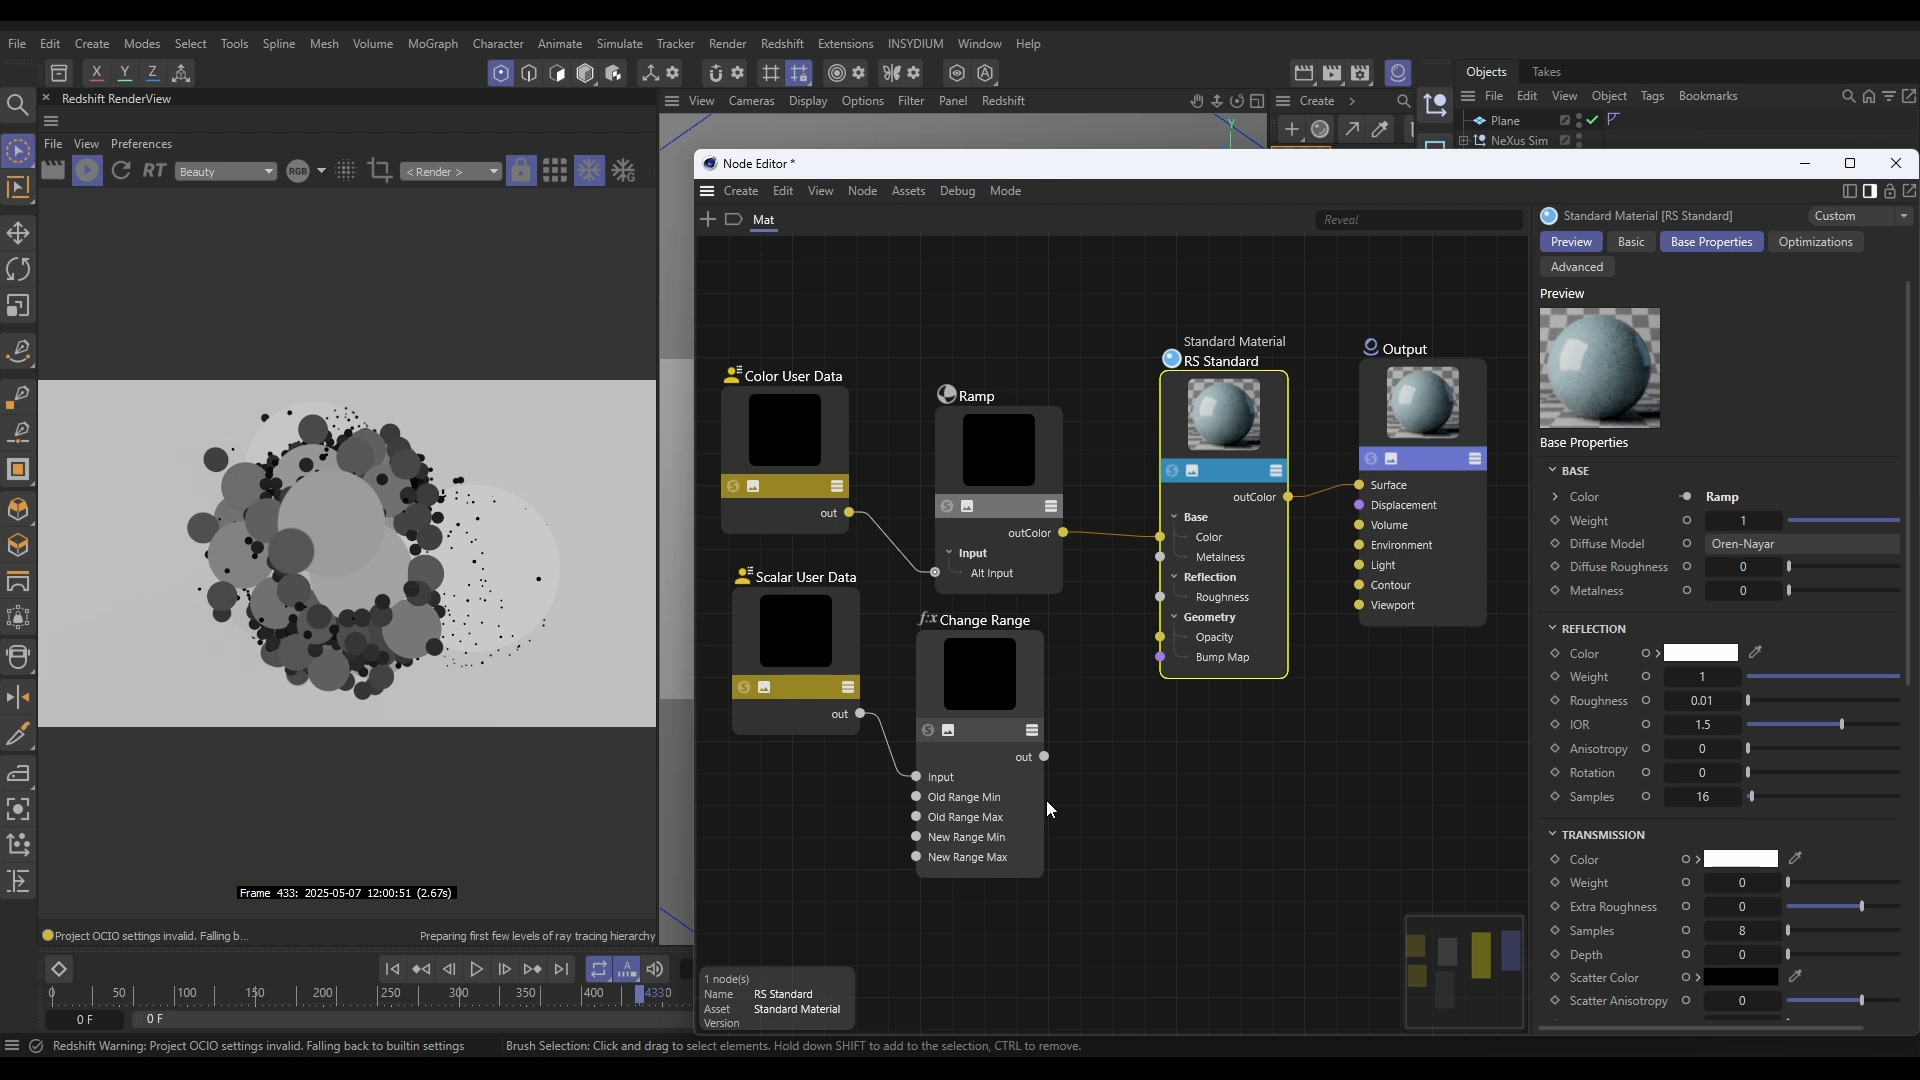 File Edit Create Modes Select Tools Spline Mesh Volume MoGraph Character Animate Simulate Tracker Render Redshift Extensions INSYDIUM Window Help
X Y Z
Objects Takes
Redshift RenderView
View Cameras Display Options Filter Panel Redshift
Create
File Edit View Object Tags Bookmarks
Plane
NeXus Sim
File View Preferences
RT Beauty RGB < Render >
Y
Node Editor *
Create Edit View Node Assets Debug Mode
Mat
Reveal
Standard Material [RS Standard]
Custom
Preview Basic Base Properties Optimizations
Advanced
Preview
Color User Data
out
Scalar User Data
out
Ramp
outColor
Input
Alt Input
f:x Change Range
out
Input
Old Range Min
Old Range Max
New Range Min
New Range Max
Standard Material
RS Standard
outColor
Base
Color
Metalness
Reflection
Roughness
Geometry
Opacity
Bump Map
Output
Surface
Displacement
Volume
Environment
Light
Contour
Viewport
Base Properties
BASE
Color Ramp
Weight 1
Diffuse Model Oren-Nayar
Diffuse Roughness 0
Metalness 0
REFLECTION
Color
Weight 1
Roughness 0.01
IOR 1.5
Anisotropy 0
Rotation 0
Samples 16
TRANSMISSION
Color
Weight 0
Extra Roughness 0
Samples 8
Depth 0
Scatter Color
Scatter Anisotropy 0
1 node(s)
Name RS Standard
Asset Standard Material
Version
Frame 433: 2025-05-07 12:00:51 (2.67s)
Project OCIO settings invalid. Falling b...
Preparing first few levels of ray tracing hierarchy
A
0 50 100 150 200 250 300 350 400 4330
0 F 0 F
Redshift Warning: Project OCIO settings invalid. Falling back to builtin settings
Brush Selection: Click and drag to select elements. Hold down SHIFT to add to the selection, CTRL to remove.